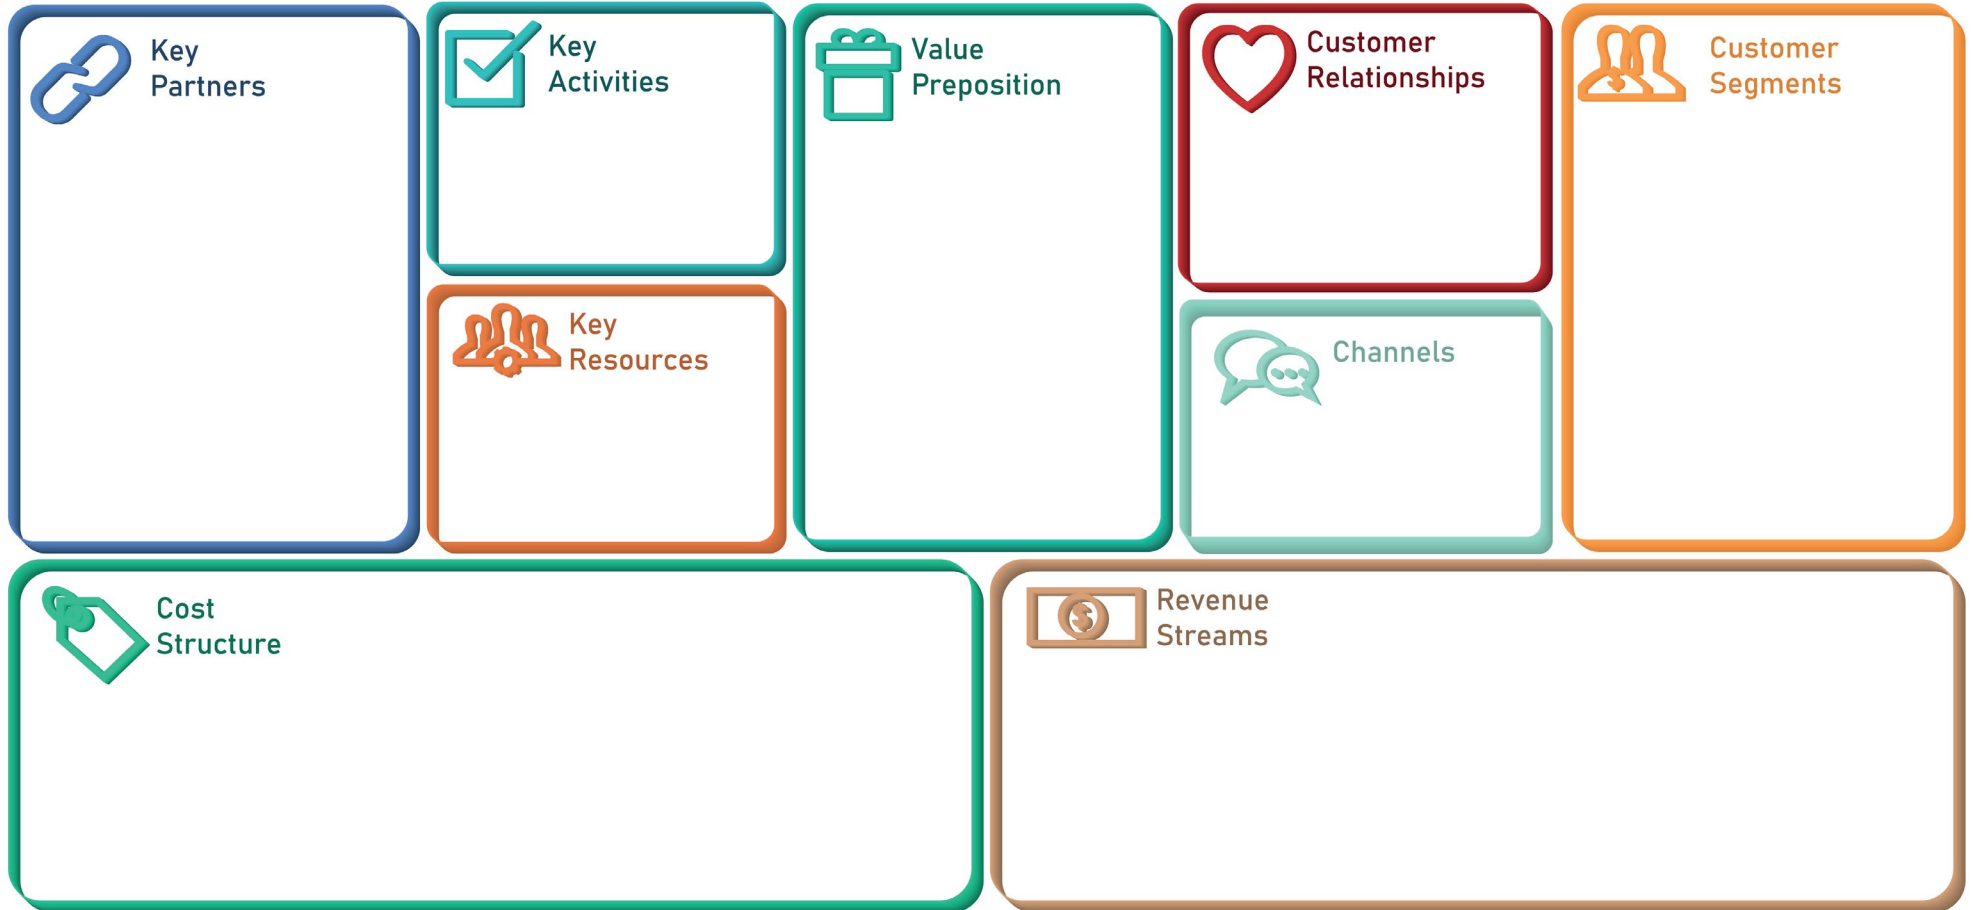 Key
Partners
Key
Activities
Key
Resources
Value
Preposition
Customer
Relationships
Channels
Customer
Segments
Cost
Structure
$
Revenue
Streams